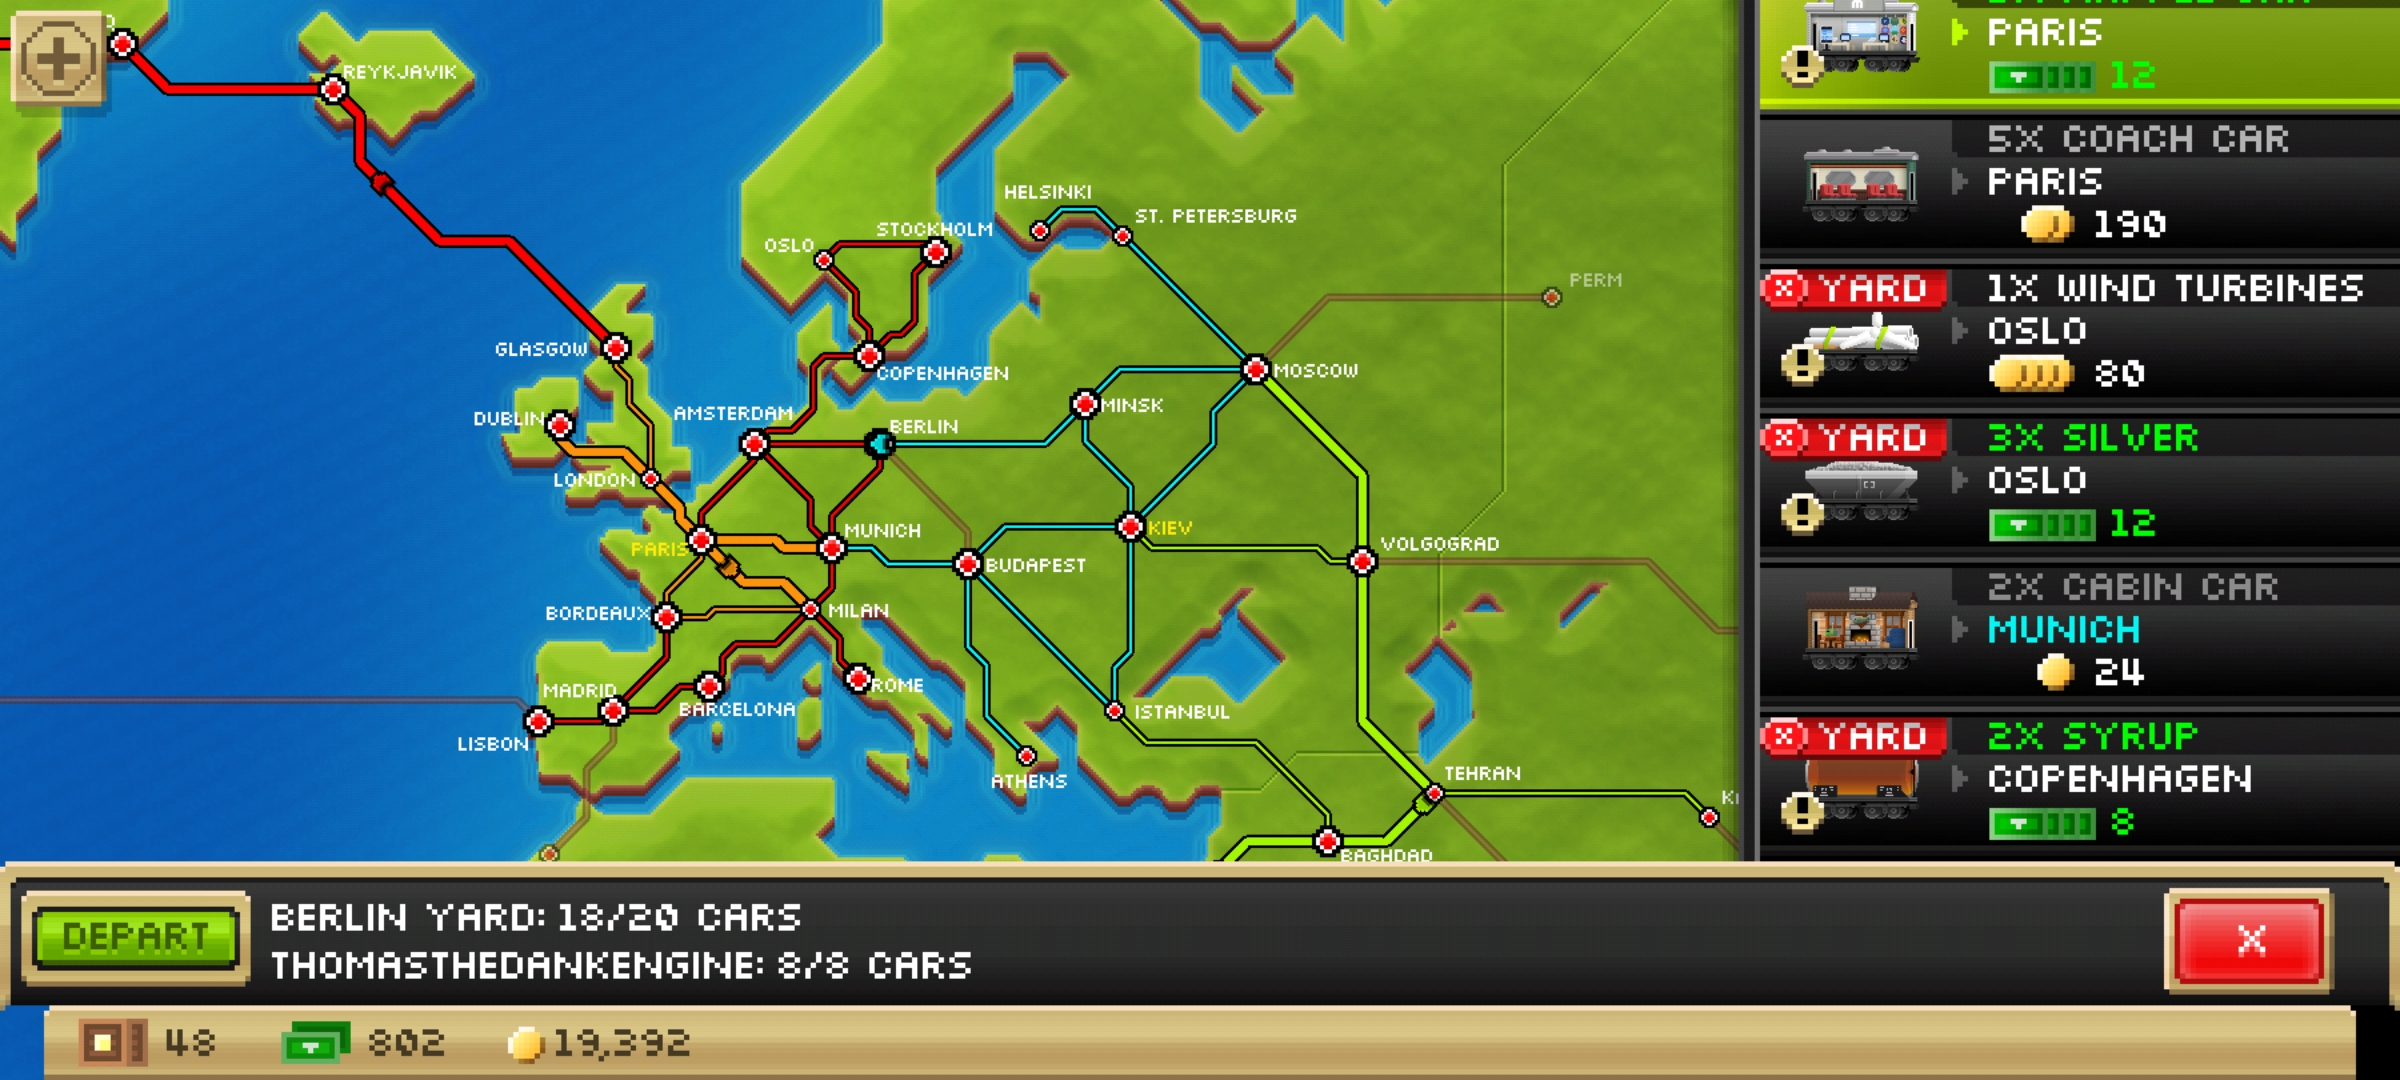 REYKJAVIK
HELSINKI
ST. PETERSBURG
STOCKHOLM
OSLO
PERM
GLASGOW
MOSCOW
COPENHAGEN
MINSK
DUBLIN
AMSTERDAM
BERLIN
LONDON
MUNICH
KIEV
PARIS
VOLGOGRAD
BUDAPEST
BORDEAUX
MILAN
MADRID
ROME
BARCELONA
ISTANBUL
LISBON
ATHENS
TEHRAN
BAGHDAD
PARIS
12
5X COACH CAR
PARIS
190
YARD
1X WIND TURBINES
OSLO
80
YARD
3X SILVER
OSLO
12
2X CABIN CAR
MUNICH
24
YARD
2X SYRUP
COPENHAGEN
8
DEPART
BERLIN YARD: 18/20 CARS
THOMASTHEDANKENGINE: 8/8 CARS
X
48
802
19,392